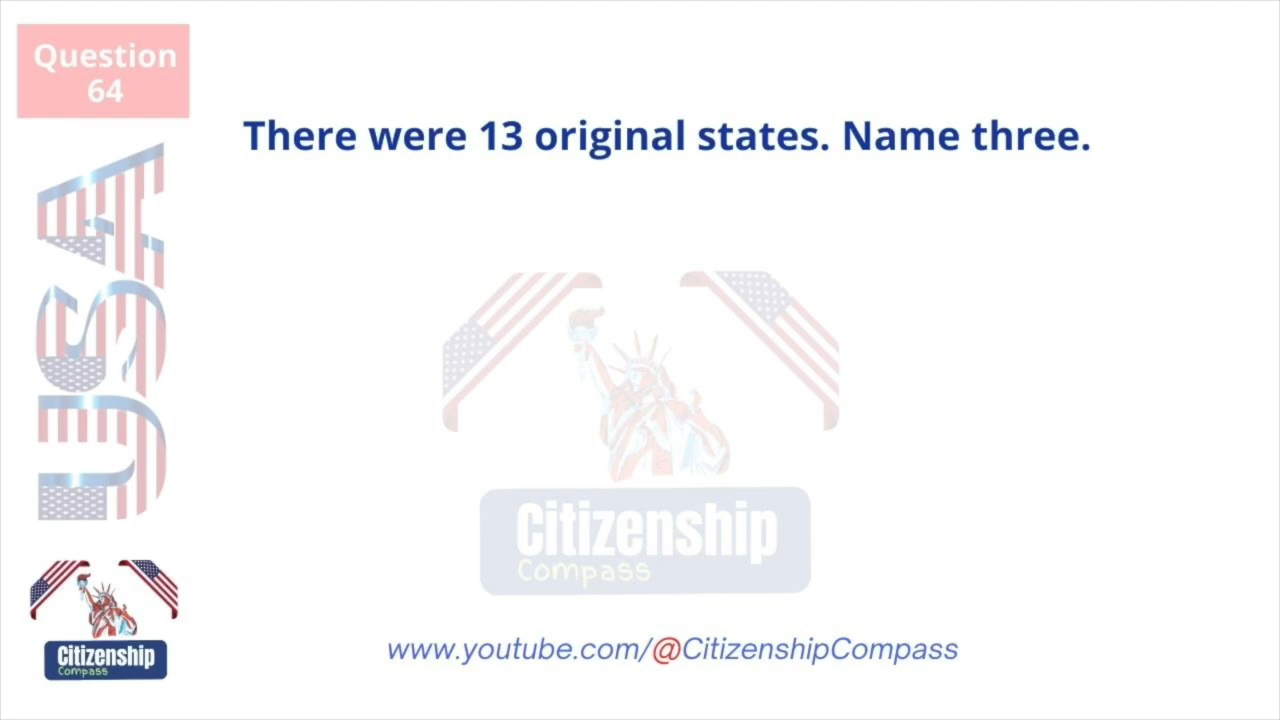 Question
64
There were 13 original states. Name three.
USA
Citizenship
Compass
Citizenship
Compass
www.youtube.com/@CitizenshipCompass